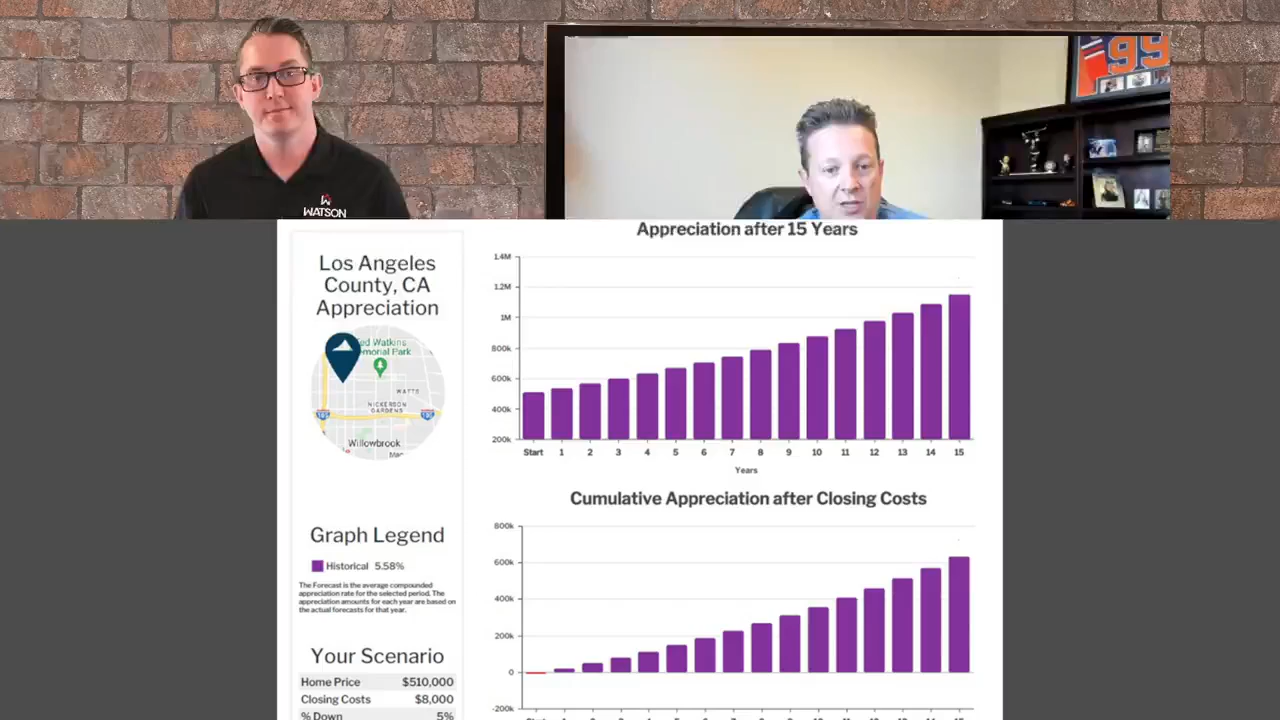 99
WATSON
Appreciation after 15 Years
Los Angeles
County, CA
Appreciation
Ted Watkins
Memorial Park
WATTS
NICKERSON
GARDENS
Willowbrook
1.4M
1.2M
1M
800k
600k
400k
200k
Start 1 2 3 4 5 6 7 8 9 10 11 12 13 14 15
Years
Cumulative Appreciation after Closing Costs
800k
600k
400k
200k
0
-200k
Graph Legend
Historical 5.58%
The Forecast is the average compounded
appreciation rate for the selected period. The
appreciation amounts for each year are based on
the actual forecasts for that year.
Your Scenario
Home Price $510,000
Closing Costs $8,000
% Down 5%